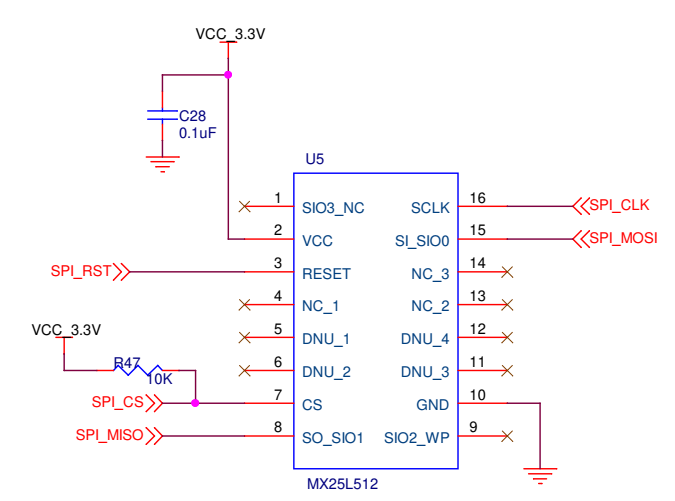 VCC_3.3V
C28
0.1uF
U5
1 SIO3_NC SCLK 16 SPI_CLK
2 VCC SI_SIO0 15 SPI_MOSI
SPI_RST 3 RESET NC_3 14
4 NC_1 NC_2 13
VCC_3.3V 5 DNU_1 DNU_4 12
R47
10K
6 DNU_2 DNU_3 11
SPI_CS 7 CS GND 10
SPI_MISO 8 SO_SIO1 SIO2_WP 9
MX25L512